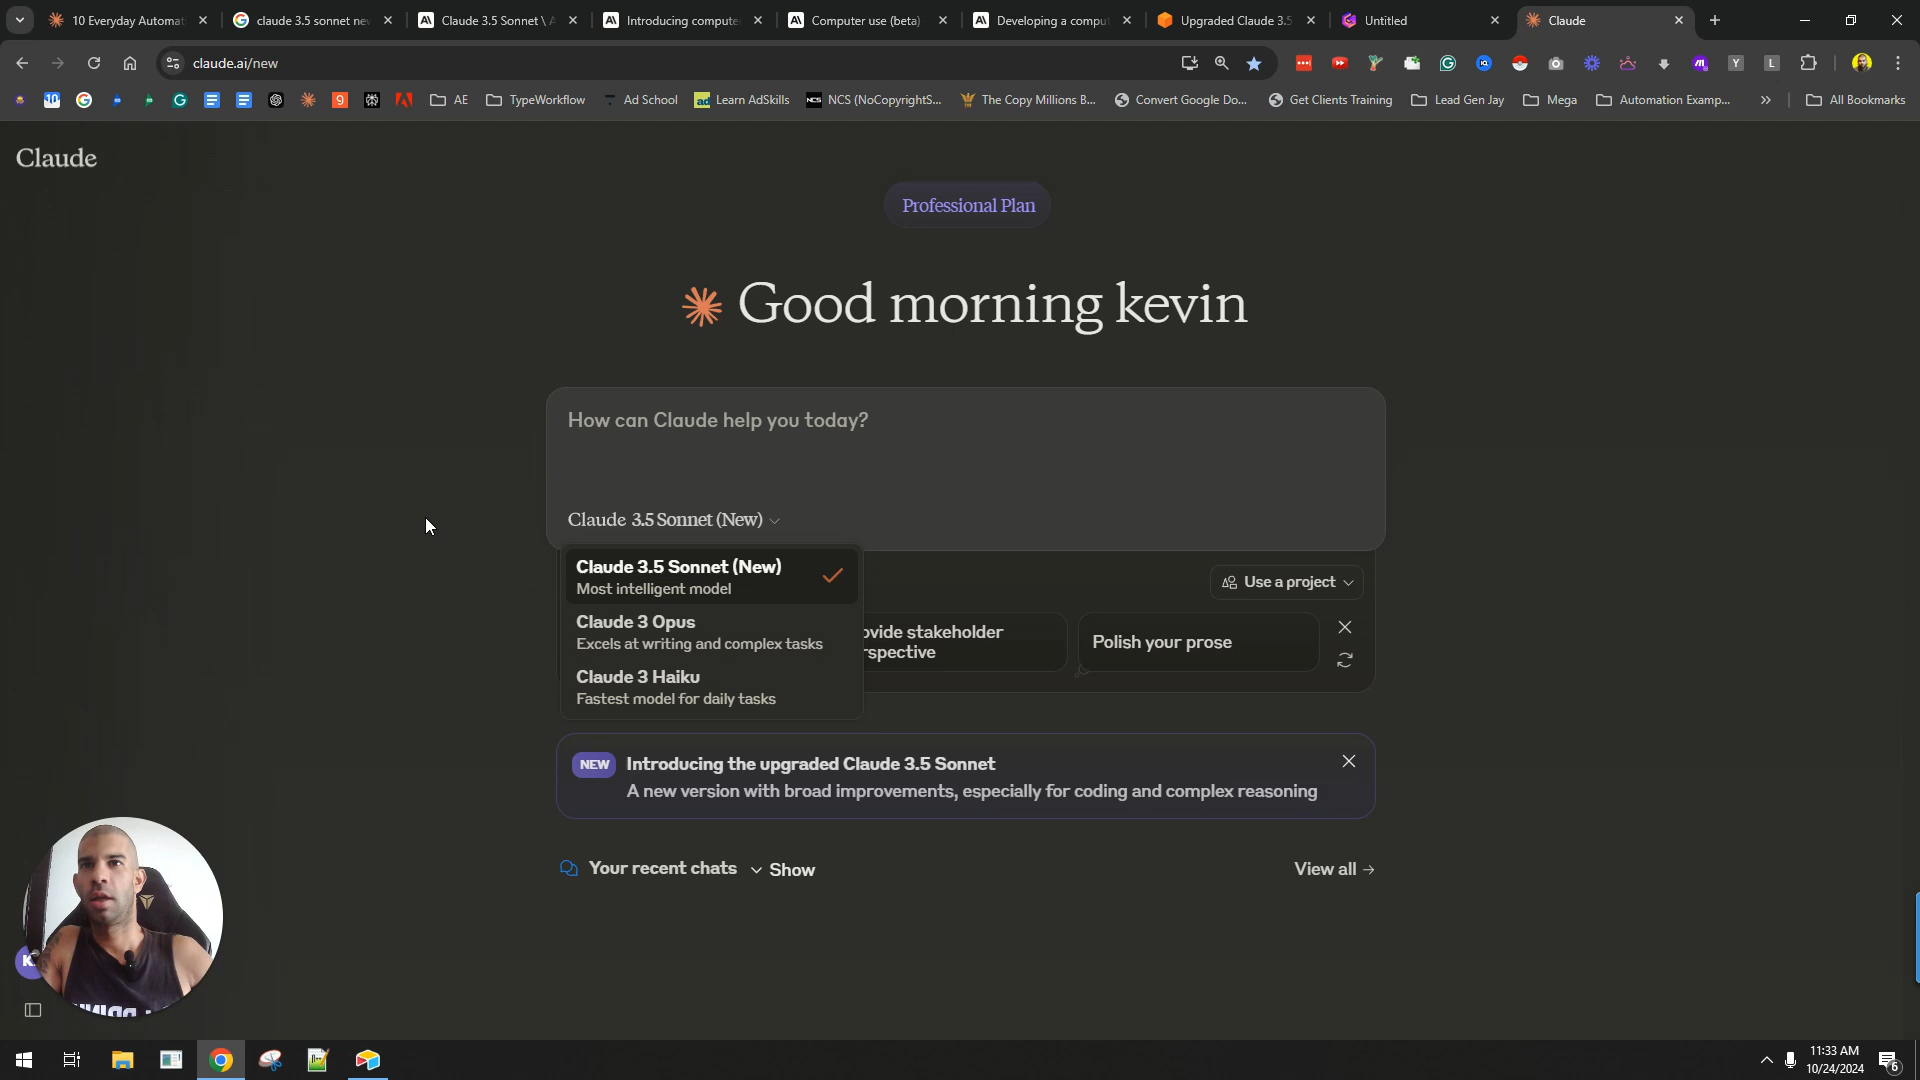 10 Everyday Automat
claude 3.5 sonnet nev
Claude 3.5 Sonnet \ A
Introducing compute
Computer use (beta)
Developing a compu
Upgraded Claude 3.5
Untitled
Claude
claude.ai/new
AE
TypeWorkflow
Ad School
Learn AdSkills
NCS (NoCopyrightS...
The Copy Millions B...
Convert Google Do...
Get Clients Training
Lead Gen Jay
Mega
Automation Examp...
All Bookmarks
Claude
Professional Plan
Good morning kevin
How can Claude help you today?
Claude 3.5 Sonnet (New)
Claude 3.5 Sonnet (New)
Most intelligent model
Claude 3 Opus
Excels at writing and complex tasks
Claude 3 Haiku
Fastest model for daily tasks
Use a project
ovide stakeholder
rspective
Polish your prose
NEW Introducing the upgraded Claude 3.5 Sonnet
A new version with broad improvements, especially for coding and complex reasoning
Your recent chats
Show
View all →
11:33 AM
10/24/2024
6